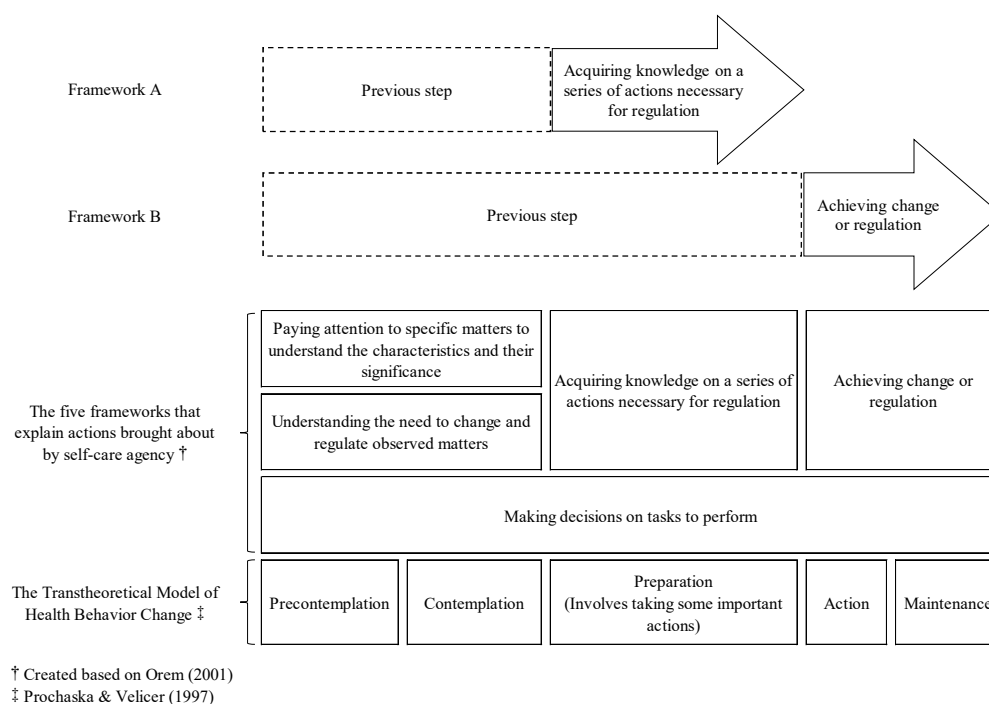 Framework A
Previous step
Acquiring knowledge on a
series of actions necessary
for regulation
Framework B
Previous step
Achieving change
or regulation
The five frameworks that
explain actions brought about
by self-care agency †
Paying attention to specific matters to
understand the characteristics and their
significance
Understanding the need to change and
regulate observed matters
Acquiring knowledge on a series of
actions necessary for regulation
Achieving change or
regulation
Making decisions on tasks to perform
The Transtheoretical Model of
Health Behavior Change ‡
Precontemplation
Contemplation
Preparation
(Involves taking some important
actions)
Action
Maintenance
† Created based on Orem (2001)
‡ Prochaska & Velicer (1997)